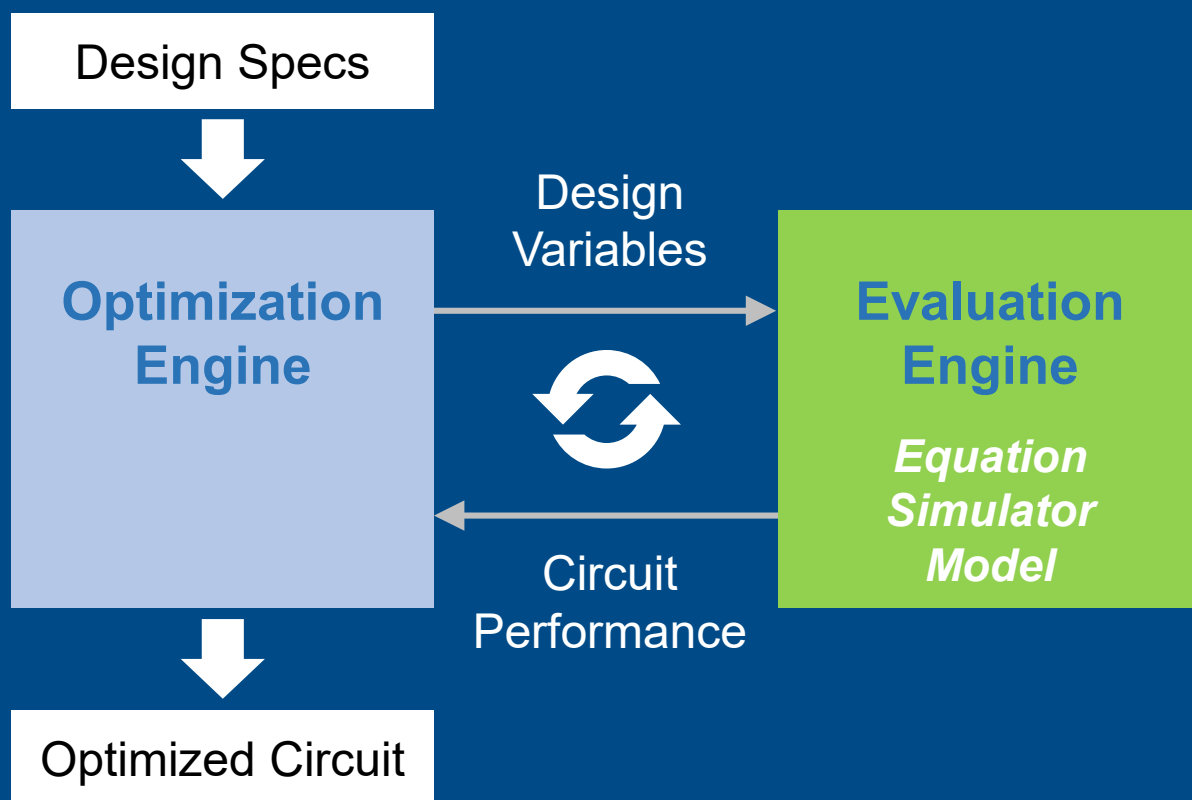 Design Specs
Design
Variables
Optimization
Engine
Evaluation
Engine
Equation
Simulator
Model
Circuit
Performance
Optimized Circuit